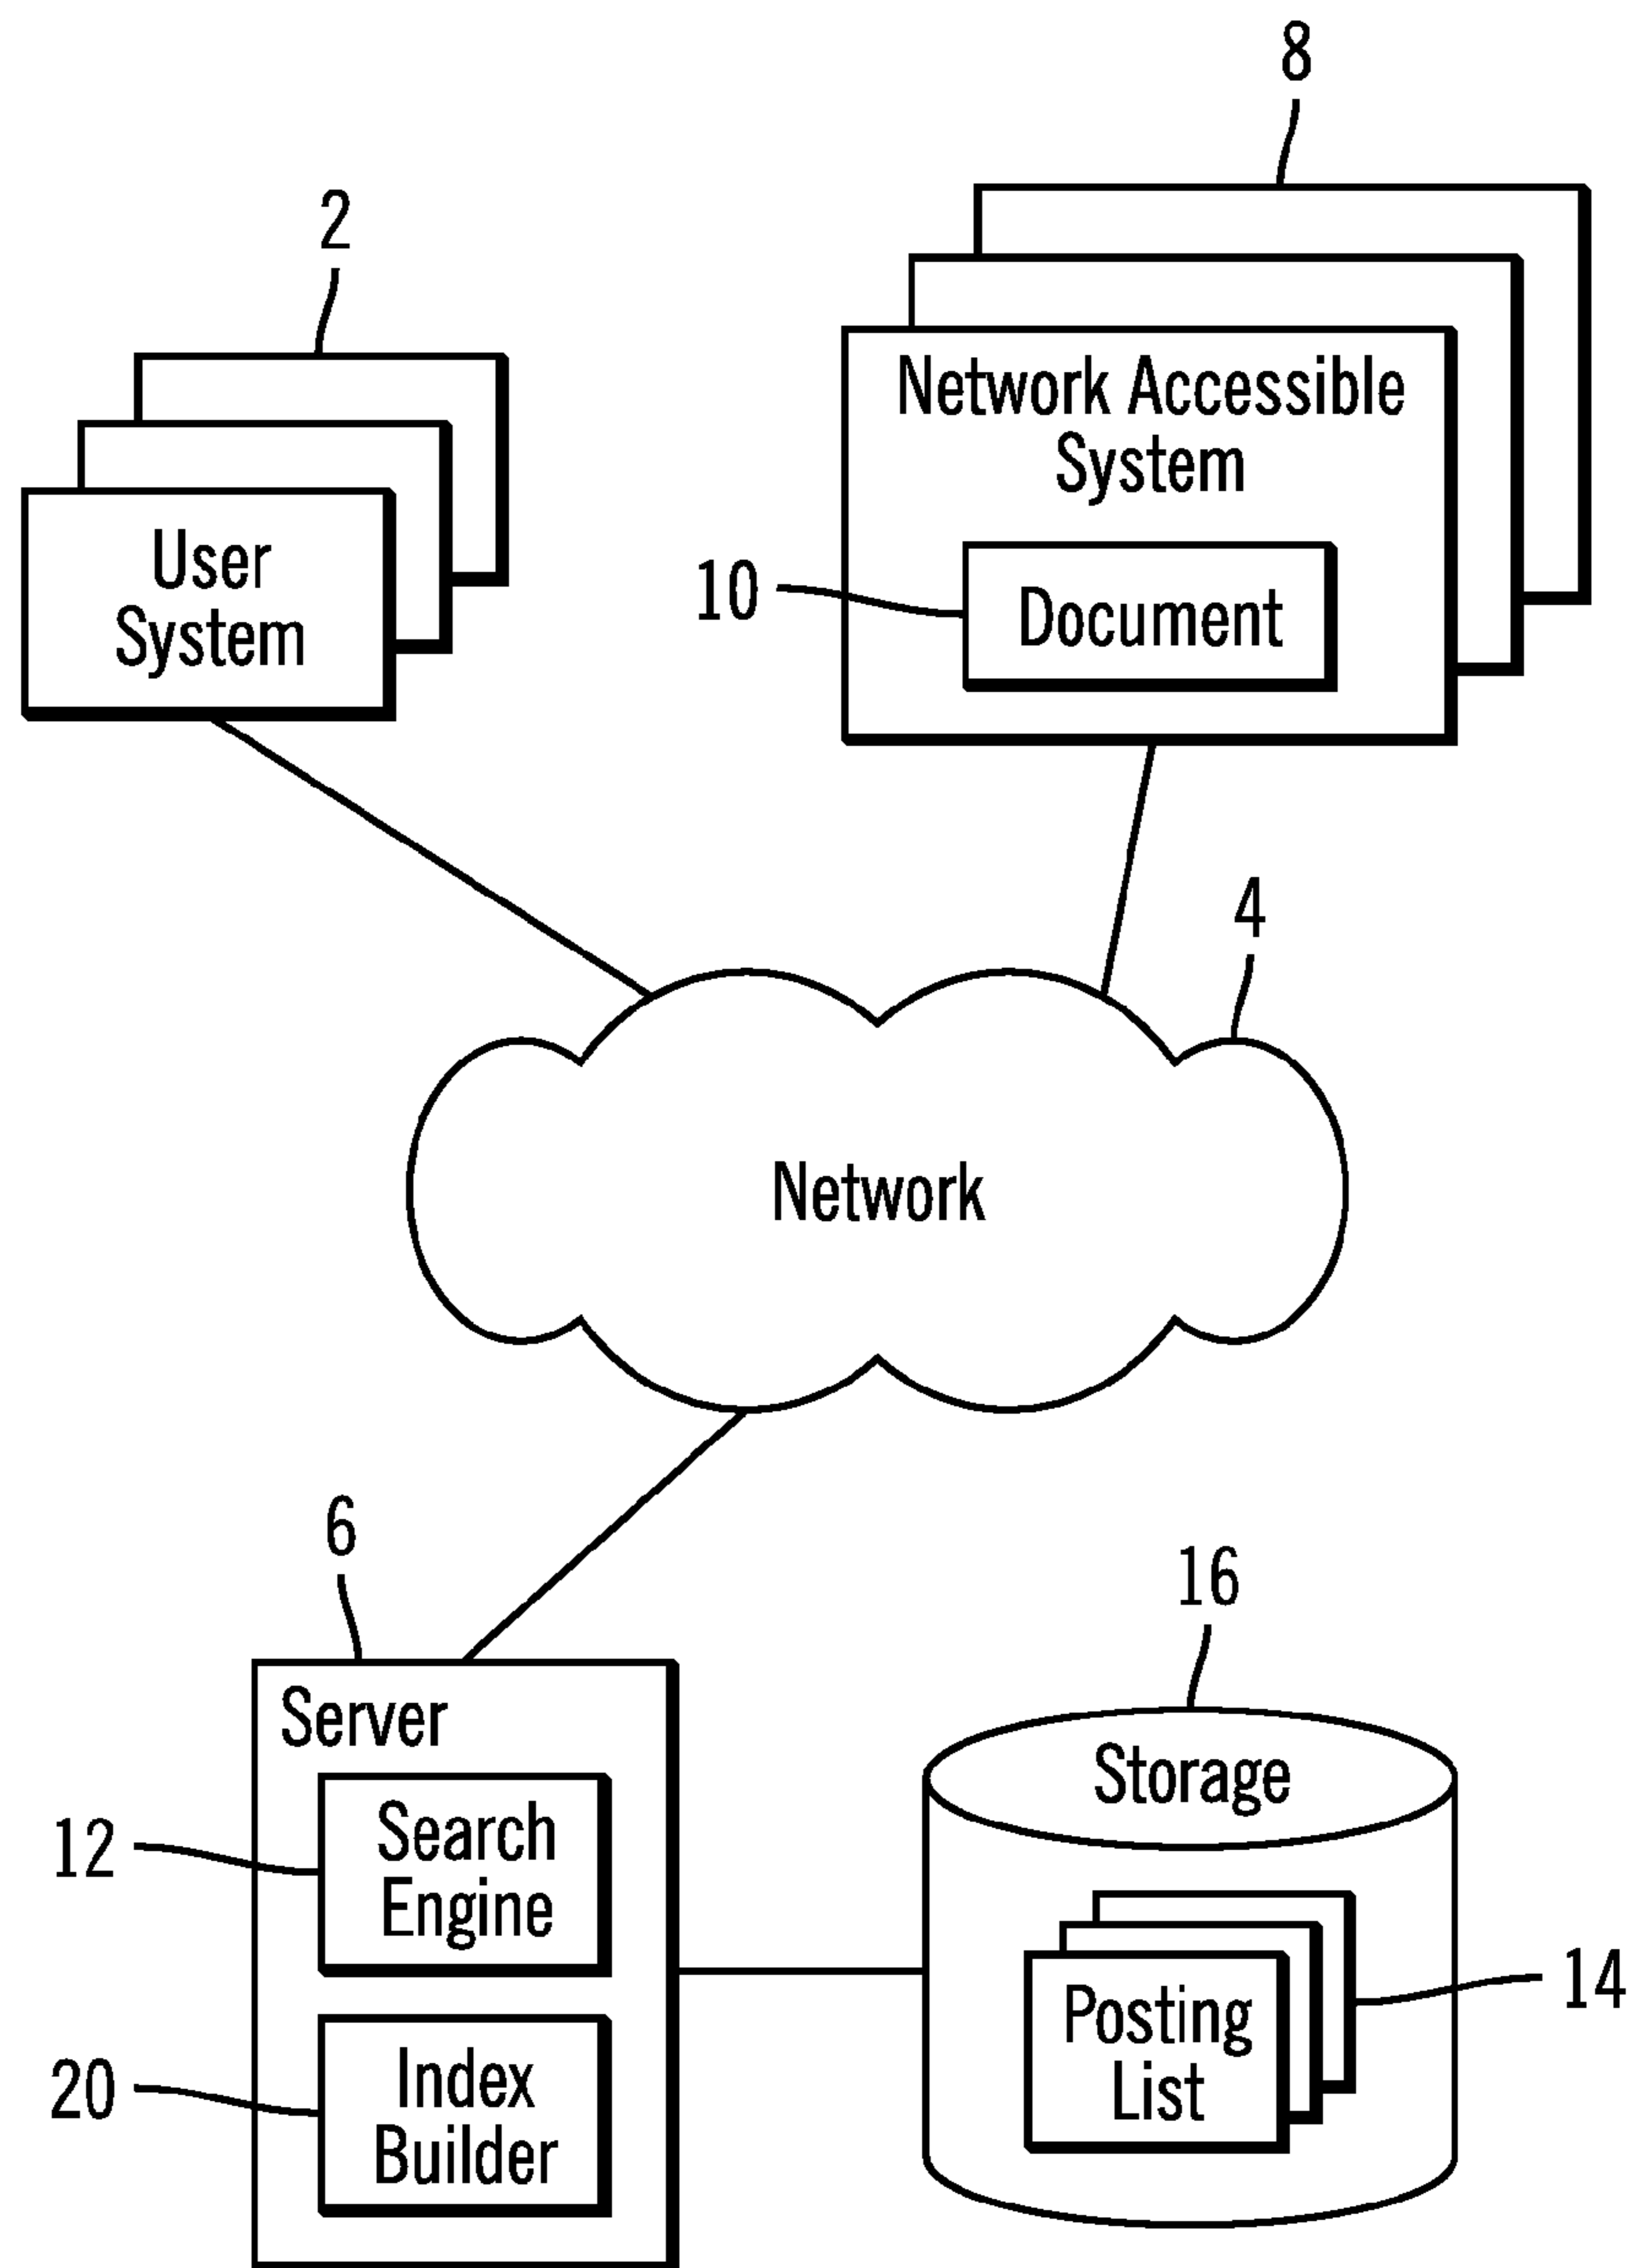 8
2
Network Accessible
System
User
System
10
Document
4
Network
6
16
Server
Storage
Search
Engine
12
Posting
List
14
Index
Builder
20